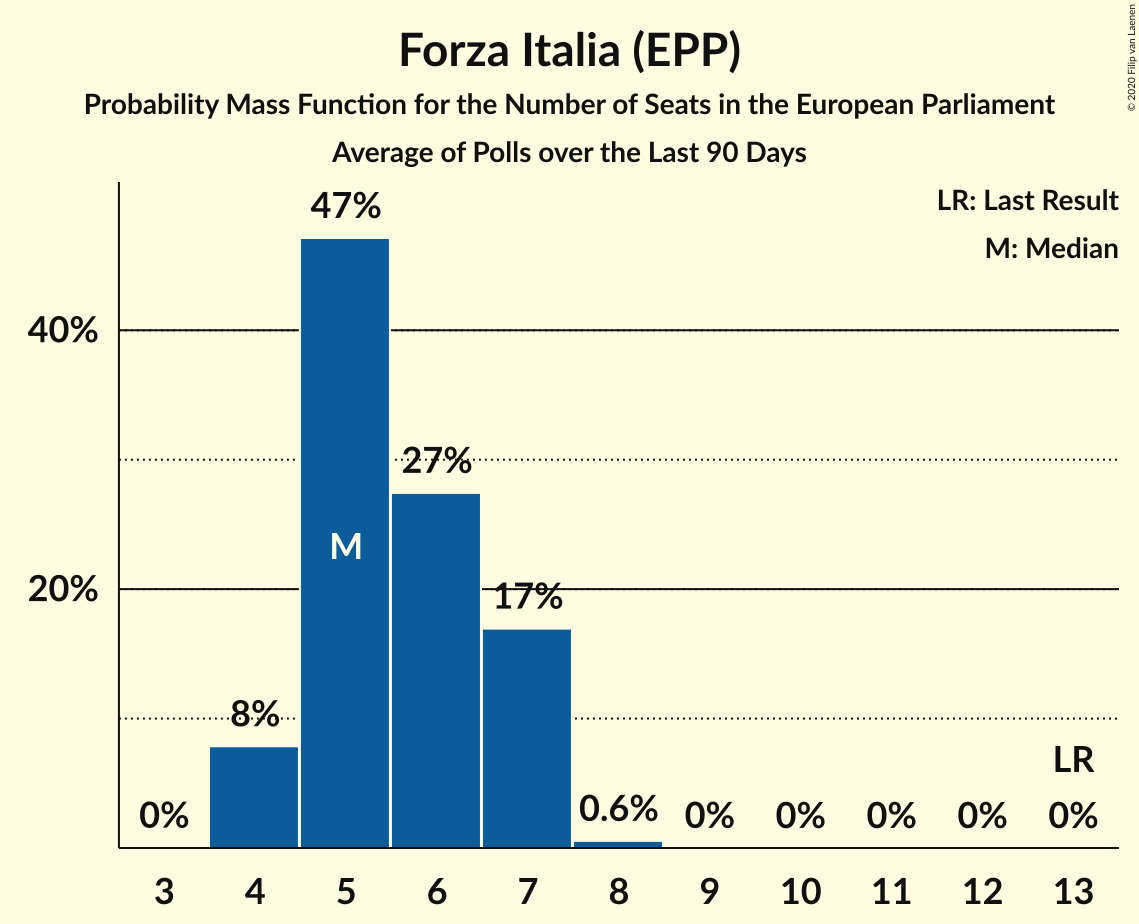 Forza Italia (EPP)
Probability Mass Function for the Number of Seats in the European Parliament
Average of Polls over the Last 90 Days
© 2020 Filip van Laenen
LR: Last Result
M: Median
47%
40%
27%
M
20%
17%
8%
LR
0%
0.6%
0%
0%
0%
0%
0%
3 4 5 6 7 8 9 10 11 12 13